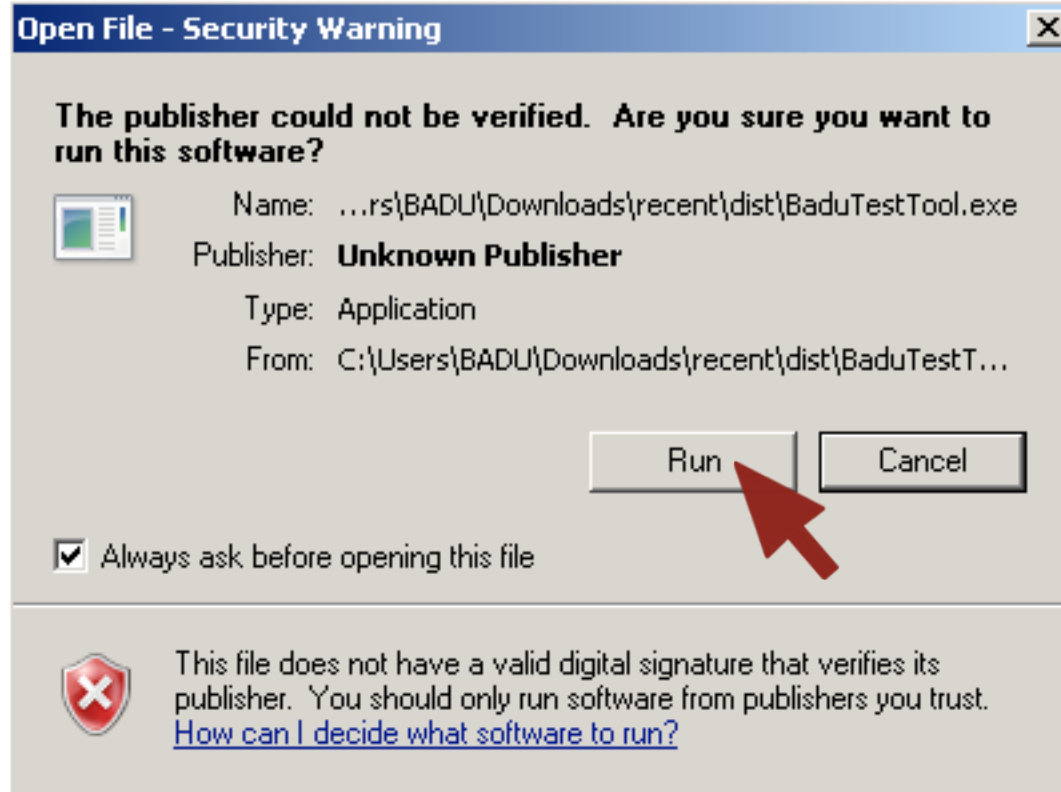 Open File - Security Warning
The publisher could not be verified.  Are you sure you want to
run this software?
Name: ...rs\BADU\Downloads\recent\dist\BaduTestTool.exe
Publisher: Unknown Publisher
Type: Application
From: C:\Users\BADU\Downloads\recent\dist\BaduTestT...
Run Cancel
Always ask before opening this file
This file does not have a valid digital signature that verifies its
publisher.  You should only run software from publishers you trust.
How can I decide what software to run?